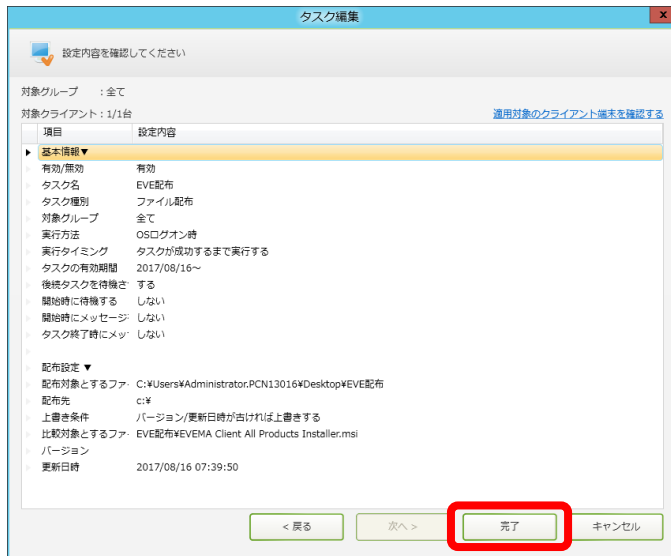 タスク編集
x
設定内容を確認してください
対象グループ　：全て
対象クライアント：1/1台 適用対象のクライアント端末を確認する
項目 設定内容
基本情報▼
有効/無効 有効
タスク名 EVE配布
タスク種別 ファイル配布
対象グループ 全て
実行方法 OSログオン時
実行タイミング タスクが成功するまで実行する
タスクの有効期間 2017/08/16～
後続タスクを待機さ する
開始時に待機する しない
開始時にメッセージ しない
タスク終了時にメッ しない
配布設定 ▼
配布対象とするファ C:¥Users¥Administrator.PCN13016¥Desktop¥EVE配布
配布先 c:¥
上書き条件 バージョン/更新日時が古ければ上書きする
比較対象とするファ EVE配布¥EVEMA Client All Products Installer.msi
バージョン
更新日時 2017/08/16 07:39:50
< 戻る 次へ > 完了 キャンセル